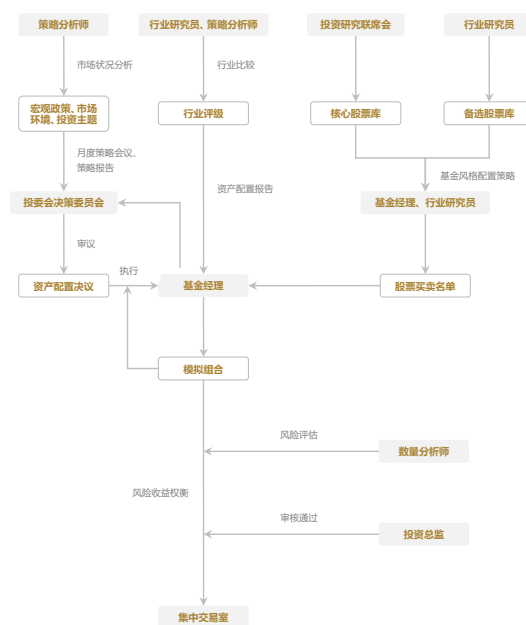 策略分析师
行业研究员、策略分析师
投资研究联席会
行业研究员
市场状况分析
行业比较
宏观政策、市场
环境、投资主题
行业评级
核心股票库
备选股票库
月度策略会议、
策略报告
资产配置报告
基金风格配置策略
投委会决策委员会
基金经理、行业研究员
审议
执行
资产配置决议
基金经理
股票买卖名单
模拟组合
风险评估
数量分析师
风险收益权衡
审核通过
投资总监
集中交易室